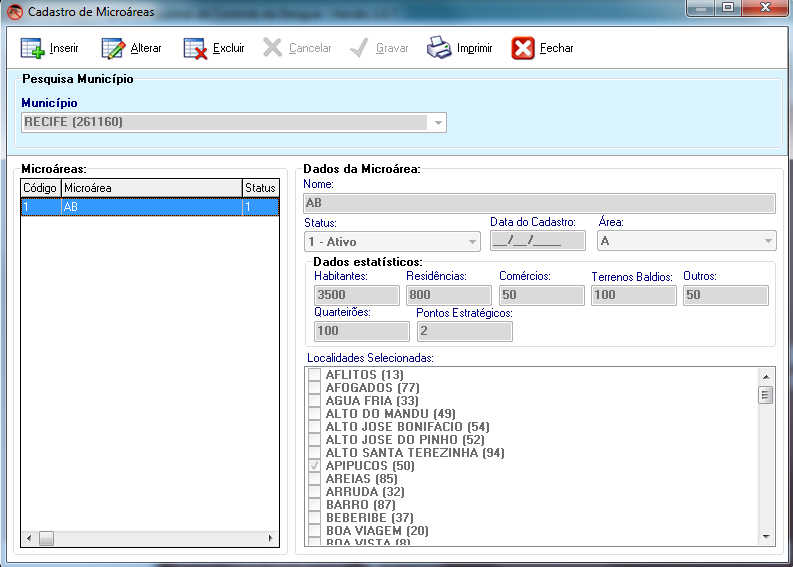 Cadastro de Microáreas
Inserir Alterar Excluir Cancelar Gravar Imprimir Fechar
Pesquisa Município
Município
RECIFE (261160)
Microáreas:
Código Microárea Status
1 AB 1
Dados da Microárea:
Nome:
AB
Status: Data do Cadastro: Área:
1 - Ativo __/__/____ A
Dados estatísticos:
Habitantes: Residências: Comércios: Terrenos Baldios: Outros:
3500 800 50 100 50
Quarteirões: Pontos Estratégicos:
100 2
Localidades Selecionadas:
AFLITOS (13)
AFOGADOS (77)
AGUA FRIA (33)
ALTO DO MANDU (49)
ALTO JOSE BONIFACIO (54)
ALTO JOSE DO PINHO (52)
ALTO SANTA TEREZINHA (94)
APIPUCOS (50)
AREIAS (85)
ARRUDA (32)
BARRO (87)
BEBERIBE (37)
BOA VIAGEM (20)
BOA VISTA (8)